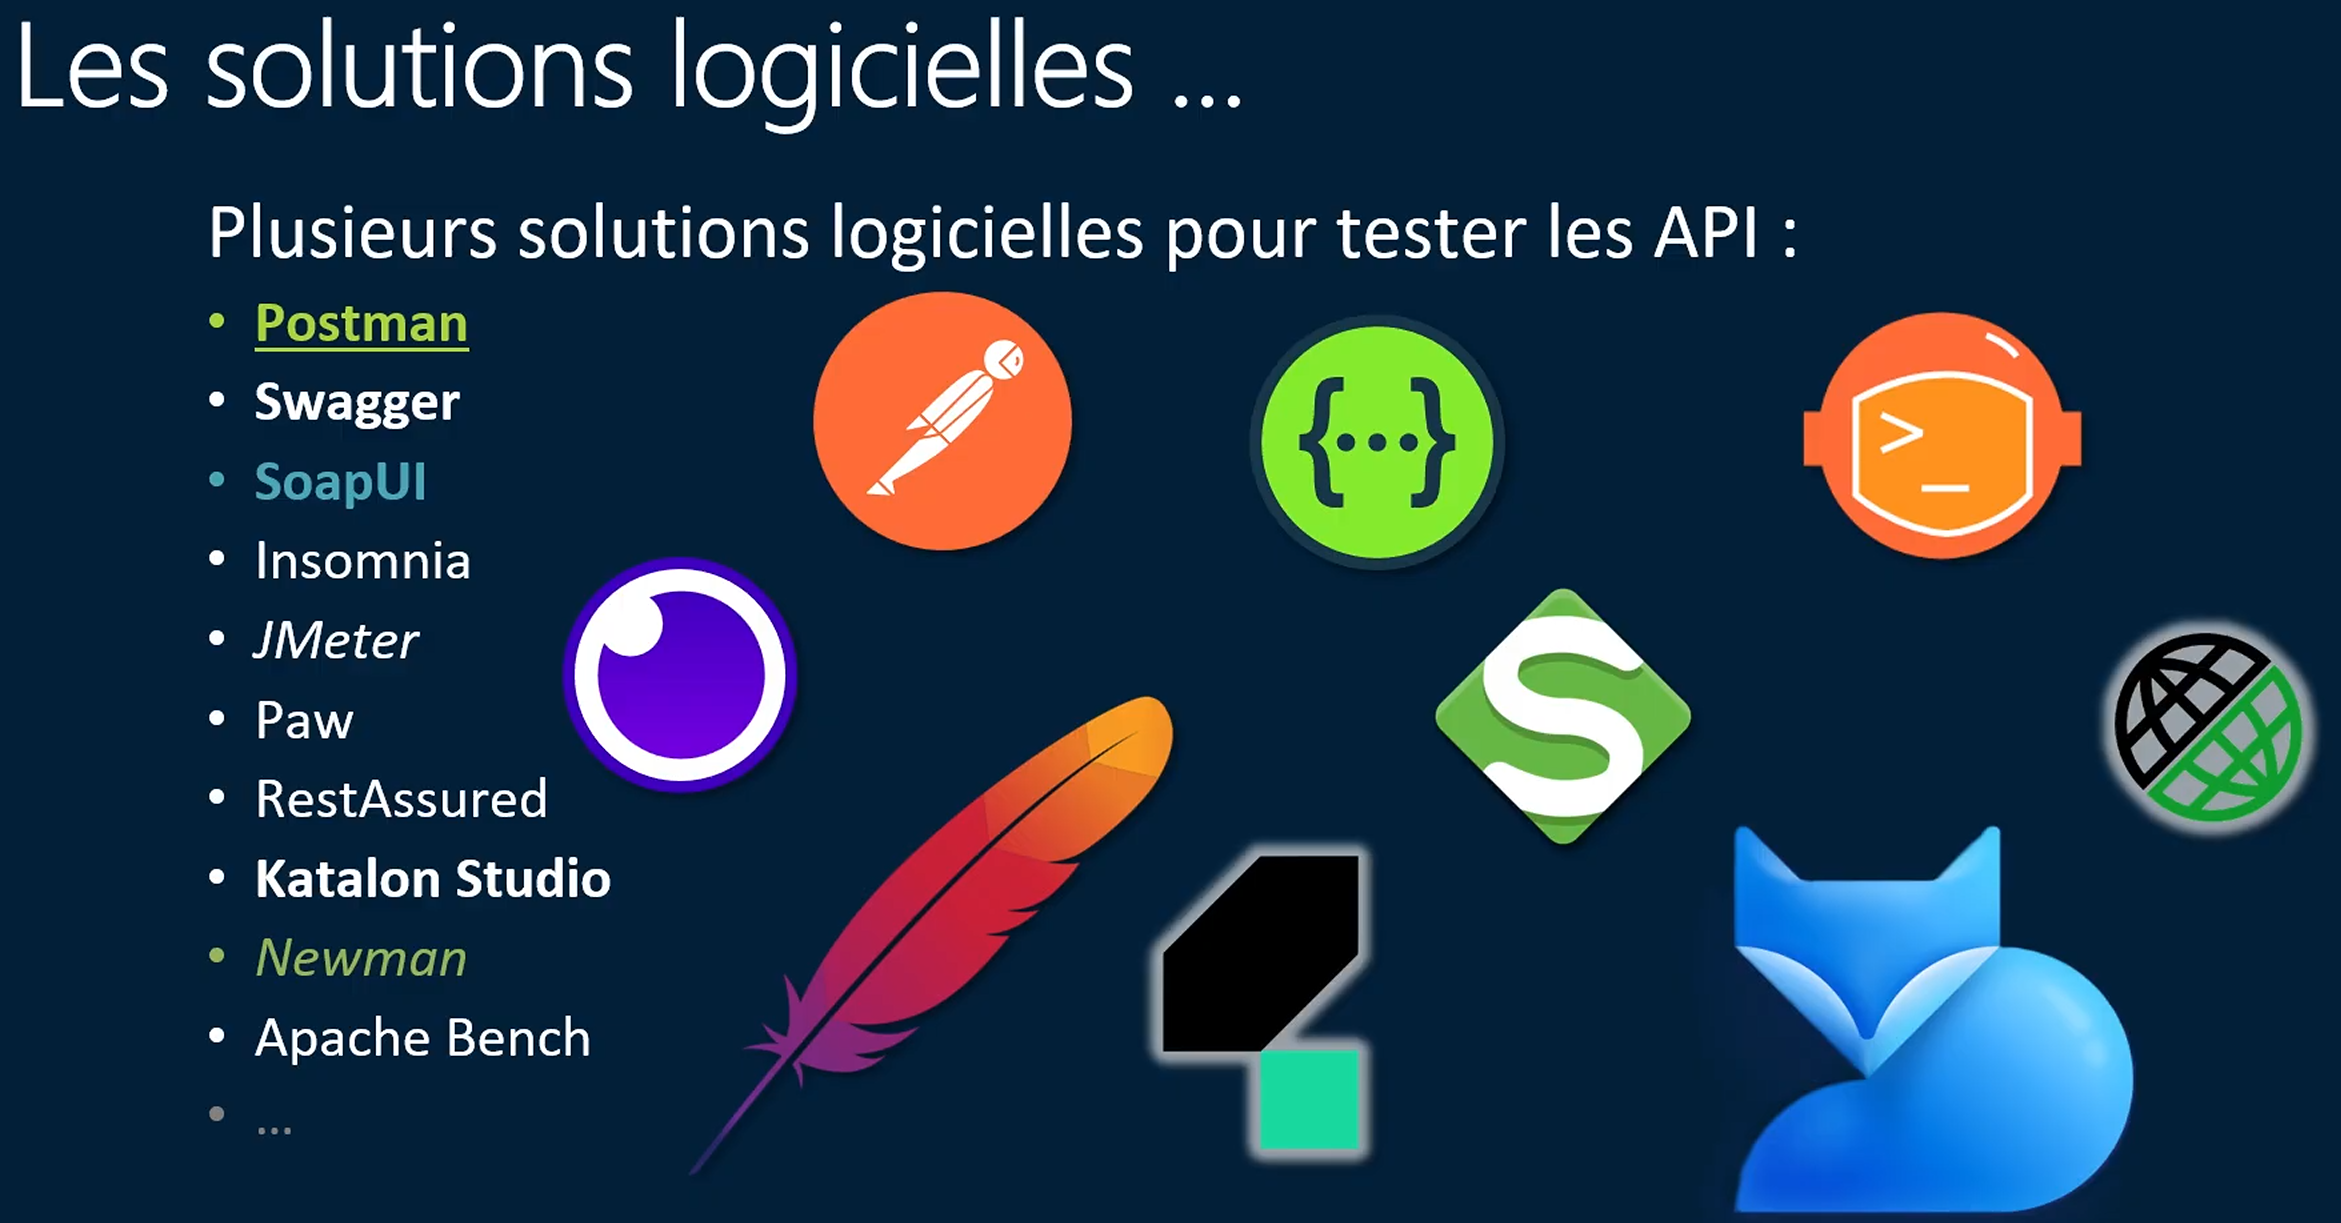 Les solutions logicielles ...
Plusieurs solutions logicielles pour tester les API :
• Postman
• Swagger
• SoapUI
• Insomnia
• JMeter
• Paw
• RestAssured
• Katalon Studio
• Newman
• Apache Bench
• ...
{...}
>_
S